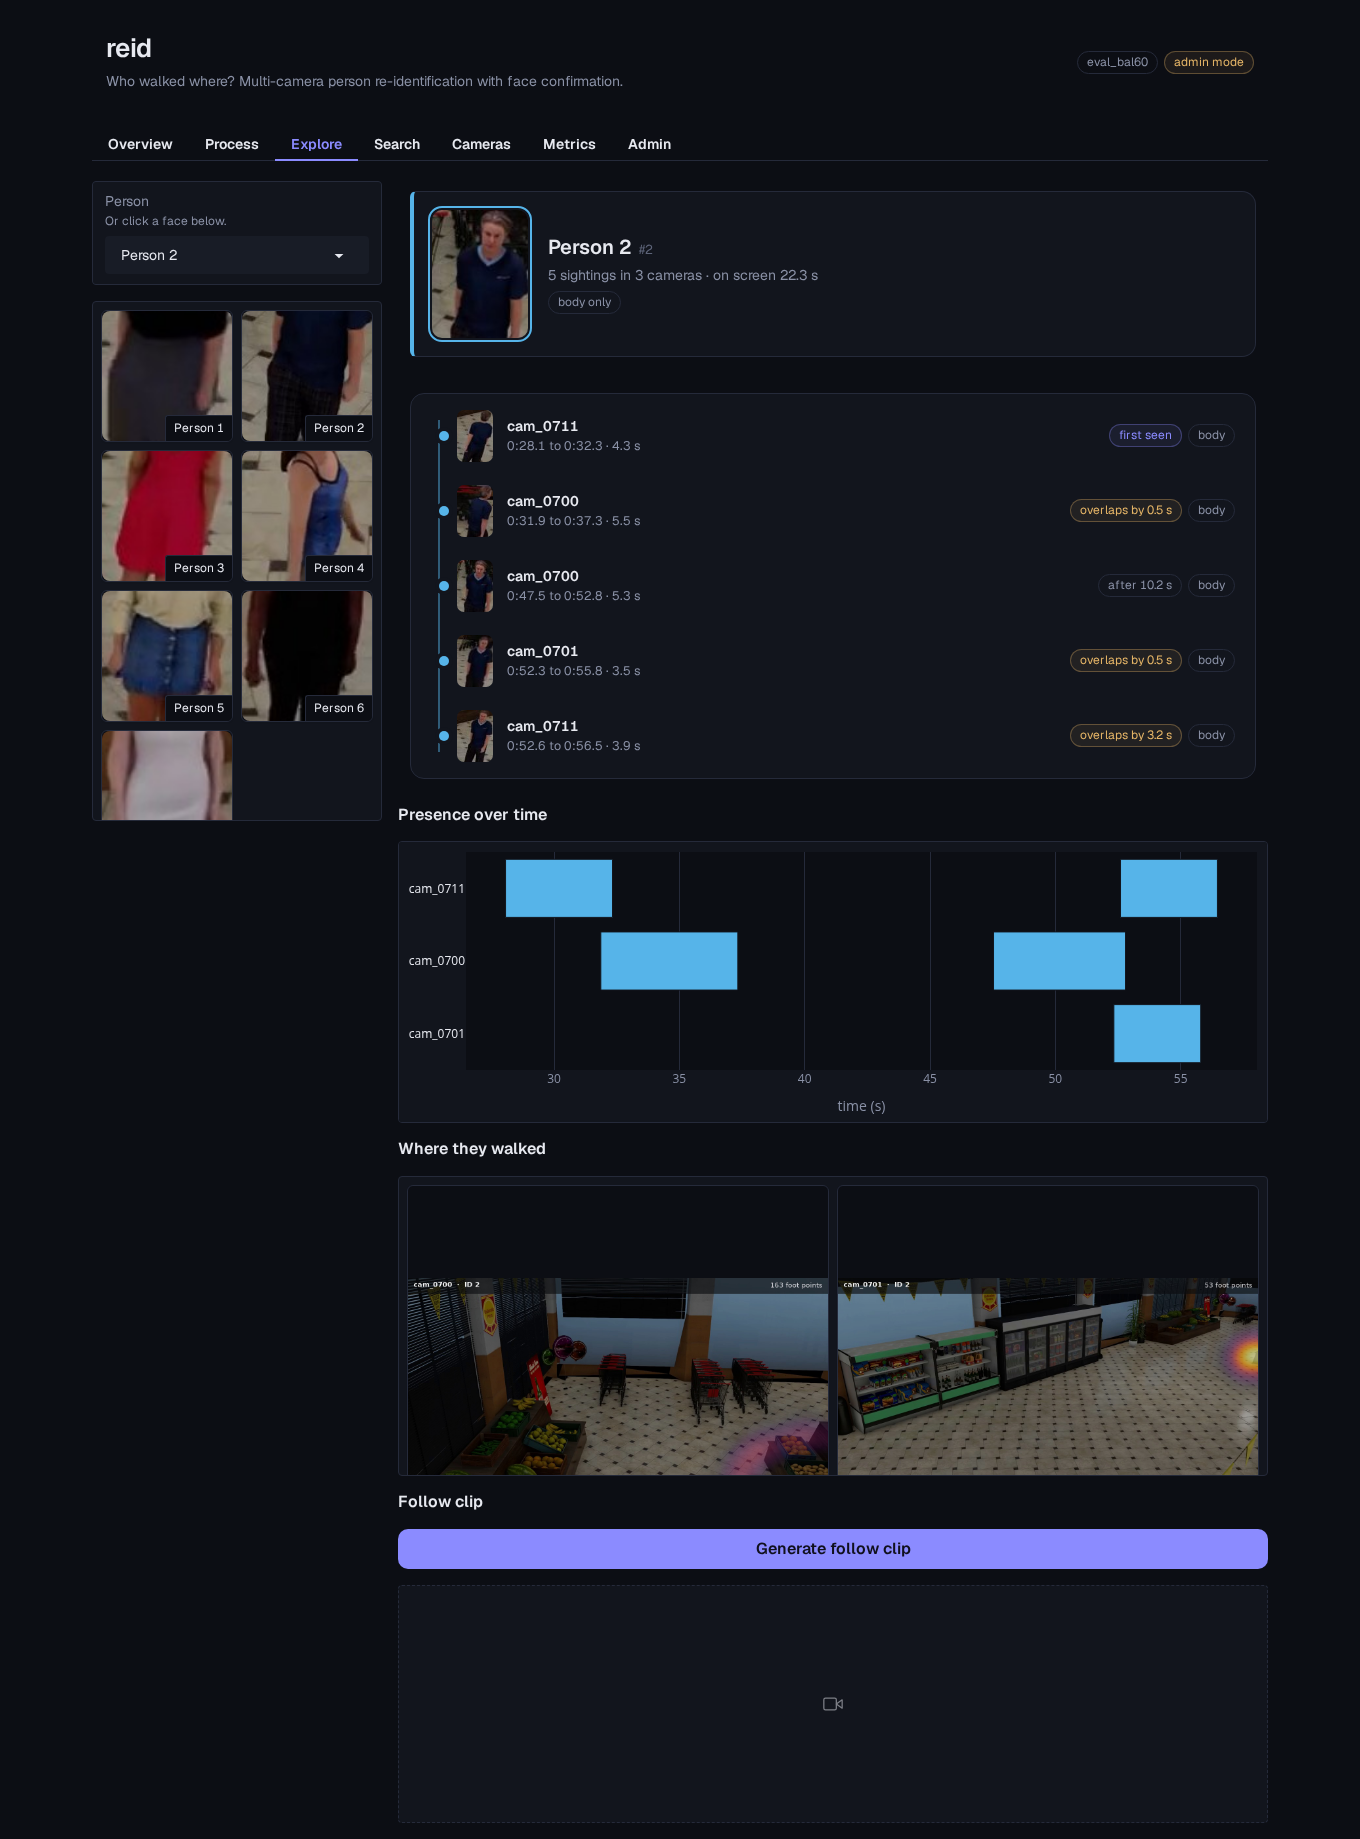 reid
Who walked where? Multi-camera person re-identification with face confirmation.
eval_bal60 admin mode
Overview Process Explore Search Cameras Metrics Admin
Person
Or click a face below.
Person 2
Person 1
Person 2
Person 3
Person 4
Person 5
Person 6
Person 2 #2
5 sightings in 3 cameras · on screen 22.3 s
body only
cam_0711
0:28.1 to 0:32.3 · 4.3 s
first seen body
cam_0700
0:31.9 to 0:37.3 · 5.5 s
overlaps by 0.5 s body
cam_0700
0:47.5 to 0:52.8 · 5.3 s
after 10.2 s body
cam_0701
0:52.3 to 0:55.8 · 3.5 s
overlaps by 0.5 s body
cam_0711
0:52.6 to 0:56.5 · 3.9 s
overlaps by 3.2 s body
Presence over time
cam_0711
cam_0700
cam_0701
30 35 40 45 50 55
time (s)
Where they walked
cam_0700 · ID 2 163 foot points
cam_0701 · ID 2 53 foot points
Follow clip
Generate follow clip